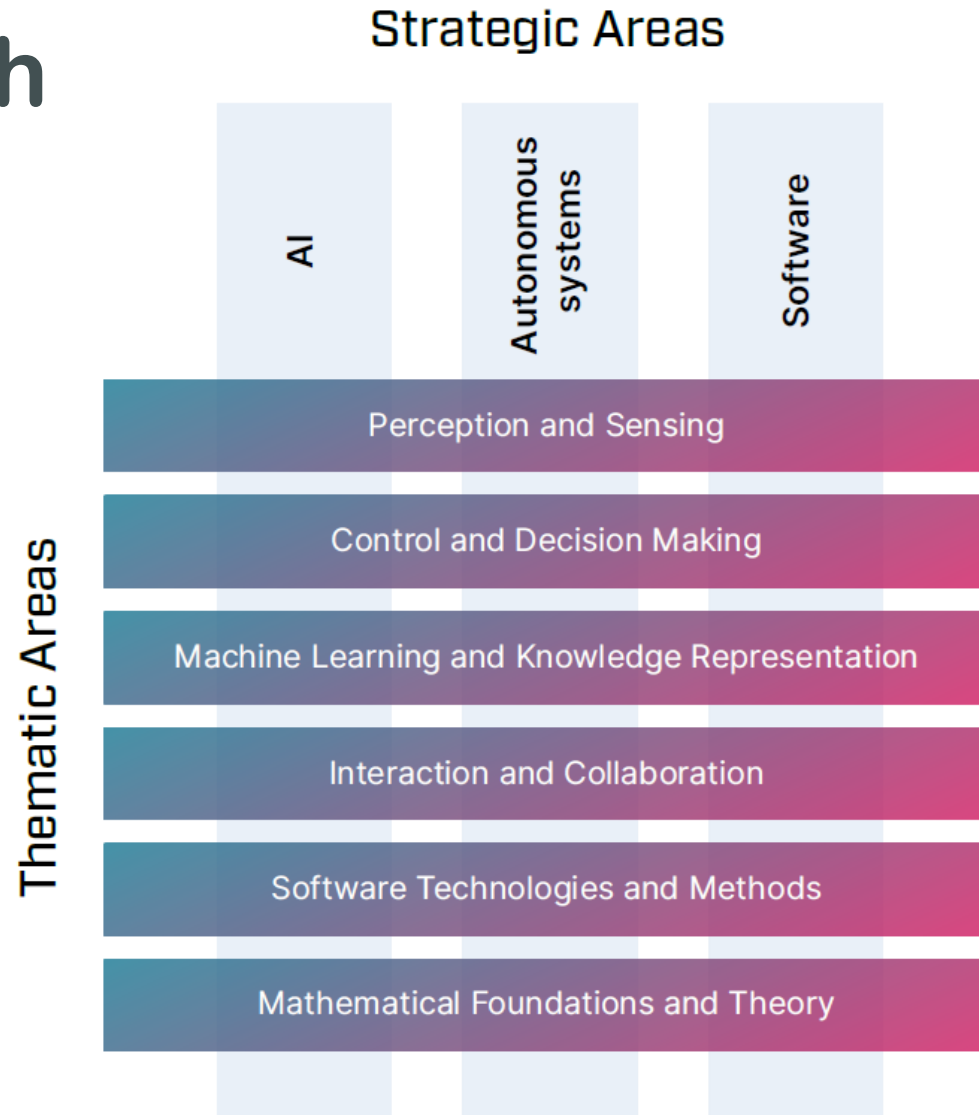 h
Strategic Areas
AI
Autonomous
systems
Software
Thematic Areas
Perception and Sensing
Control and Decision Making
Machine Learning and Knowledge Representation
Interaction and Collaboration
Software Technologies and Methods
Mathematical Foundations and Theory